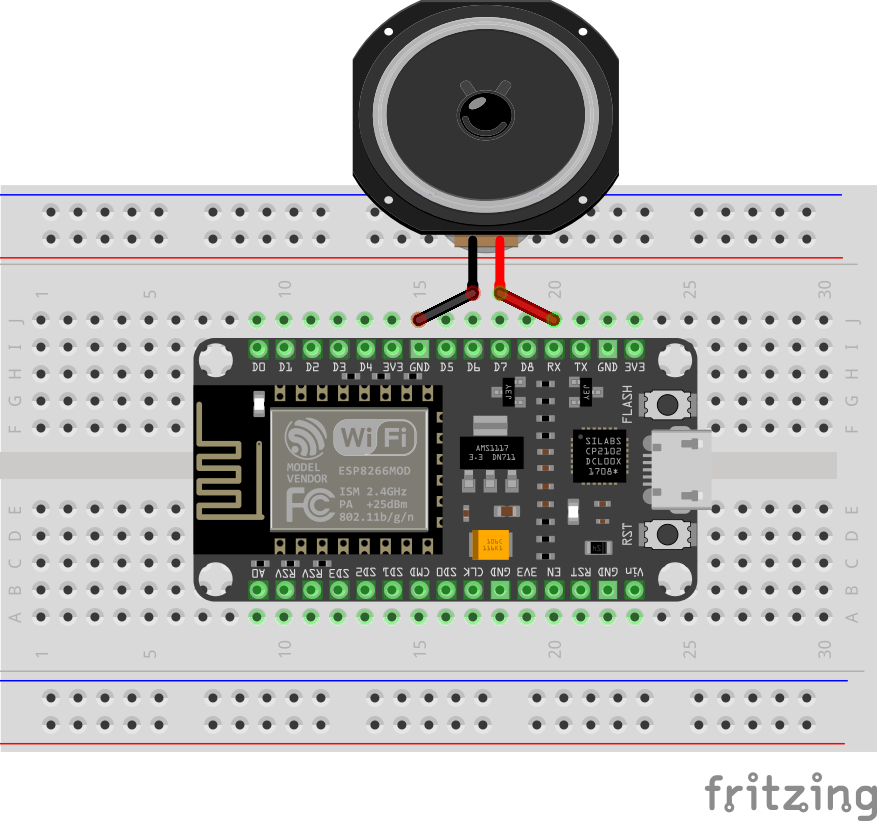 1 5 10 15 20 25 30
J J
I I
H H
G G
F F
D0 D1 D2 D3 D4 3V3 GND D5 D6 D7 D8 RX TX GND 3V3
FLASH
WiFi
MODEL
VENDOR
ESP8266MOD
FC
ISM 2.4GHz
PA +25dBm
802.11b/g/n
AMS1117
3.3 DN711
J3Y
J3Y
SILABS
CP2102
DCL00X
1708*
106C
RST
E E
D D
C C
B B
A A
A0 RSV RSV SD3 SD2 SD1 CMD SD0 CLK GND 3V3 EN RST GND Vin
1 5 10 15 20 25 30
fritzing